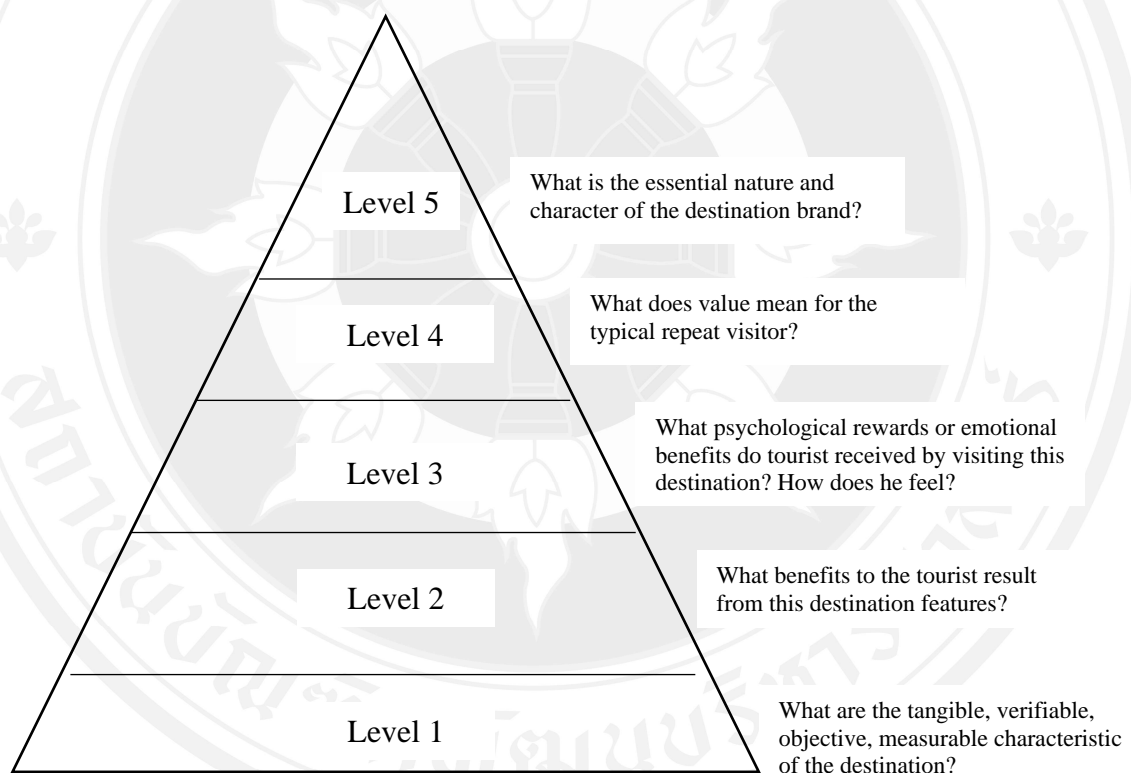 Level 5
What is the essential nature and
character of the destination brand?
Level 4
What does value mean for the
typical repeat visitor?
Level 3
What psychological rewards or emotional
benefits do tourist received by visiting this
destination? How does he feel?
Level 2
What benefits to the tourist result
from this destination features?
Level 1
What are the tangible, verifiable,
objective, measurable characteristic
of the destination?